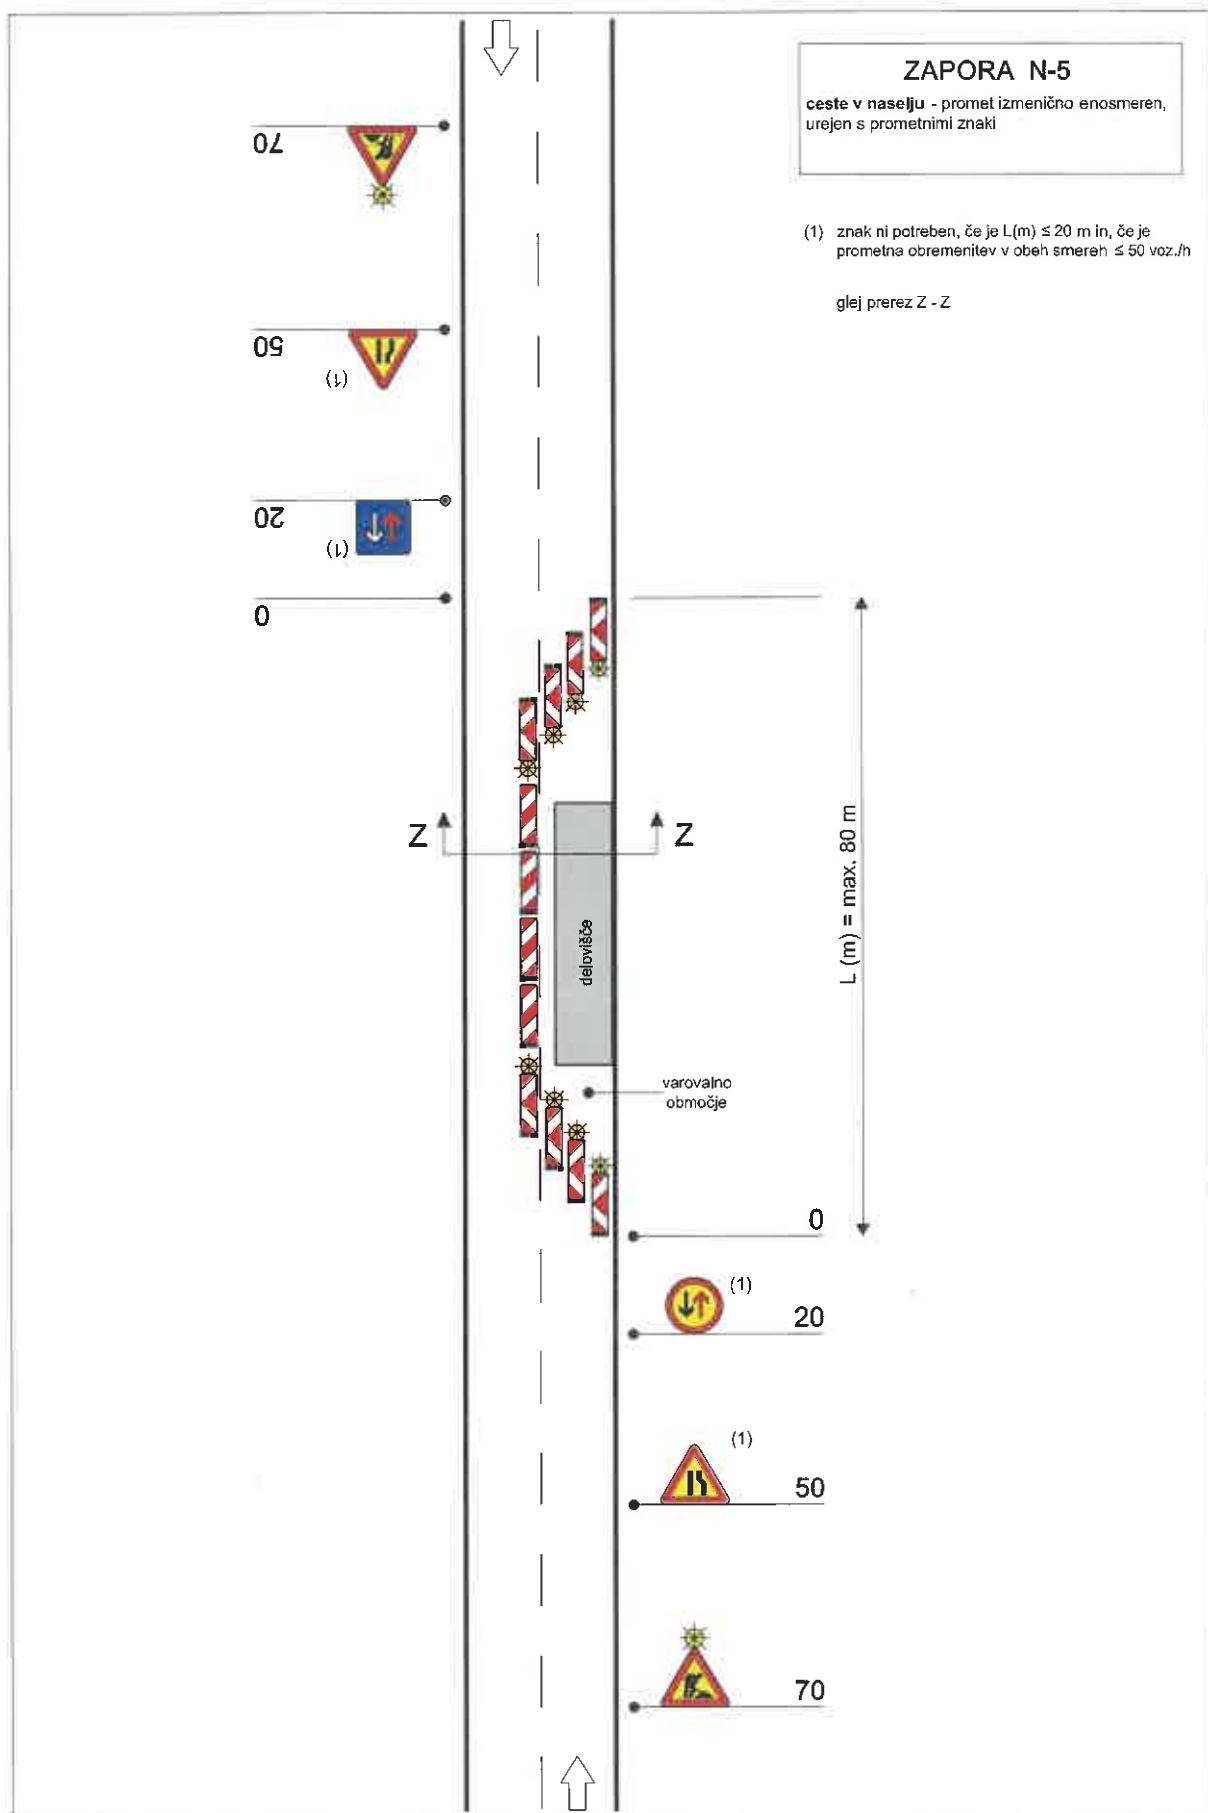 ZAPORA N-5
ceste v naselju - promet izmenično enosmeren,
urejen s prometnimi znaki
(1) znak ni potreben, če je L(m) ≤ 20 m in, če je
prometna obremenitev v obeh smereh ≤ 50 voz./h
glej prerez Z - Z
70
50
(1)
20
(1)
0
Z
Z
L (m) = max. 80 m
delovišče
varovalno
območje
0
(1)
20
(1)
50
70